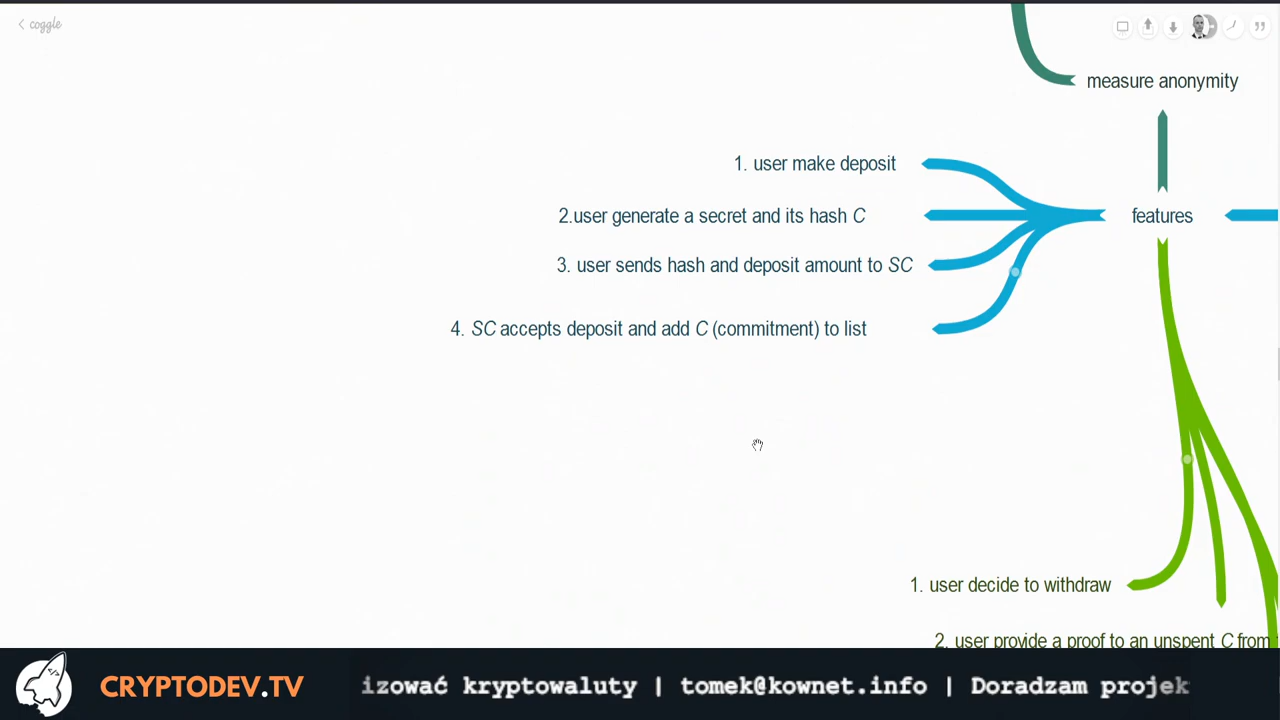 coggle
measure anonymity
1. user make deposit
2.user generate a secret and its hash C
features
3. user sends hash and deposit amount to SC
4. SC accepts deposit and add C (commitment) to list
1. user decide to withdraw
2. user provide a proof to an unspent C from
CRYPTODEV.TV
izować kryptowaluty | tomek@kownet.info | Doradzam projek